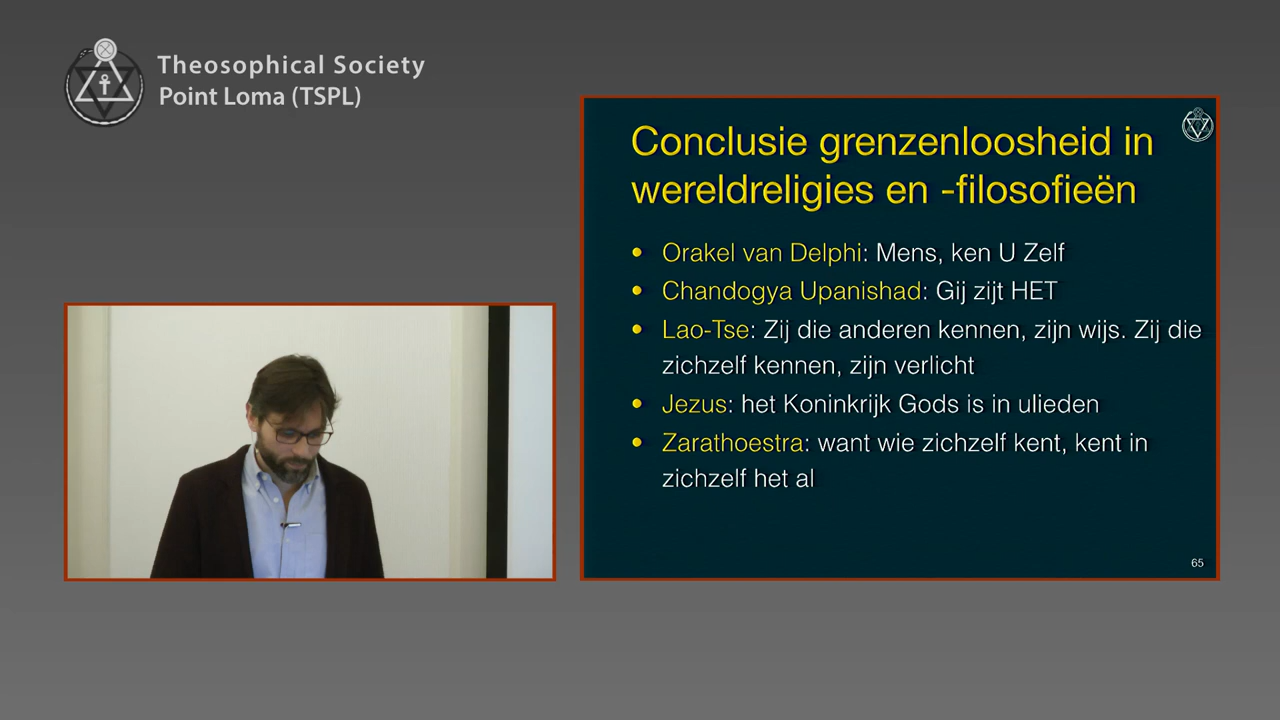 Theosophical Society
Point Loma (TSPL)
Conclusie grenzenloosheid in
wereldreligies en -filosofieën
• Orakel van Delphi: Mens, ken U Zelf
• Chandogya Upanishad: Gij zijt HET
• Lao-Tse: Zij die anderen kennen, zijn wijs. Zij die
zichzelf kennen, zijn verlicht
• Jezus: het Koninkrijk Gods is in ulieden
• Zarathoestra: want wie zichzelf kent, kent in
zichzelf het al
65